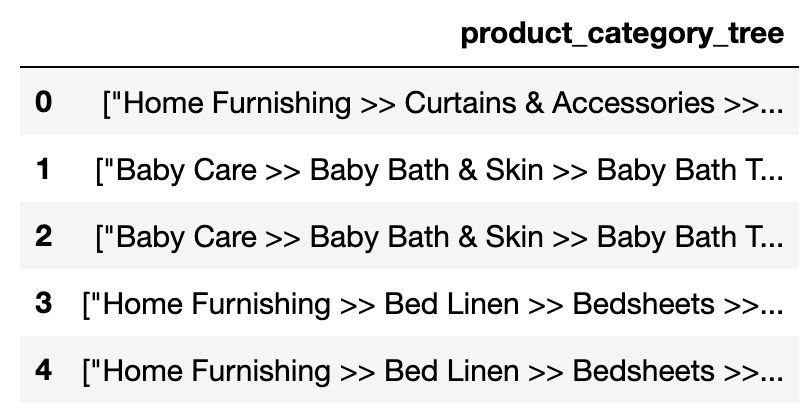 product_category_tree
0 ["Home Furnishing >> Curtains & Accessories >>...
1 ["Baby Care >> Baby Bath & Skin >> Baby Bath T...
2 ["Baby Care >> Baby Bath & Skin >> Baby Bath T...
3 ["Home Furnishing >> Bed Linen >> Bedsheets >>...
4 ["Home Furnishing >> Bed Linen >> Bedsheets >>...